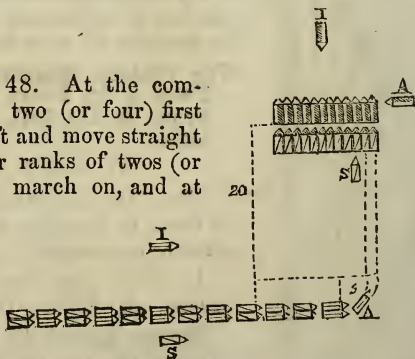 I
A
48. At the com-
two (or four) first
t and move straight
r ranks of twos (or
march on, and at
S
20
I
S
A
S